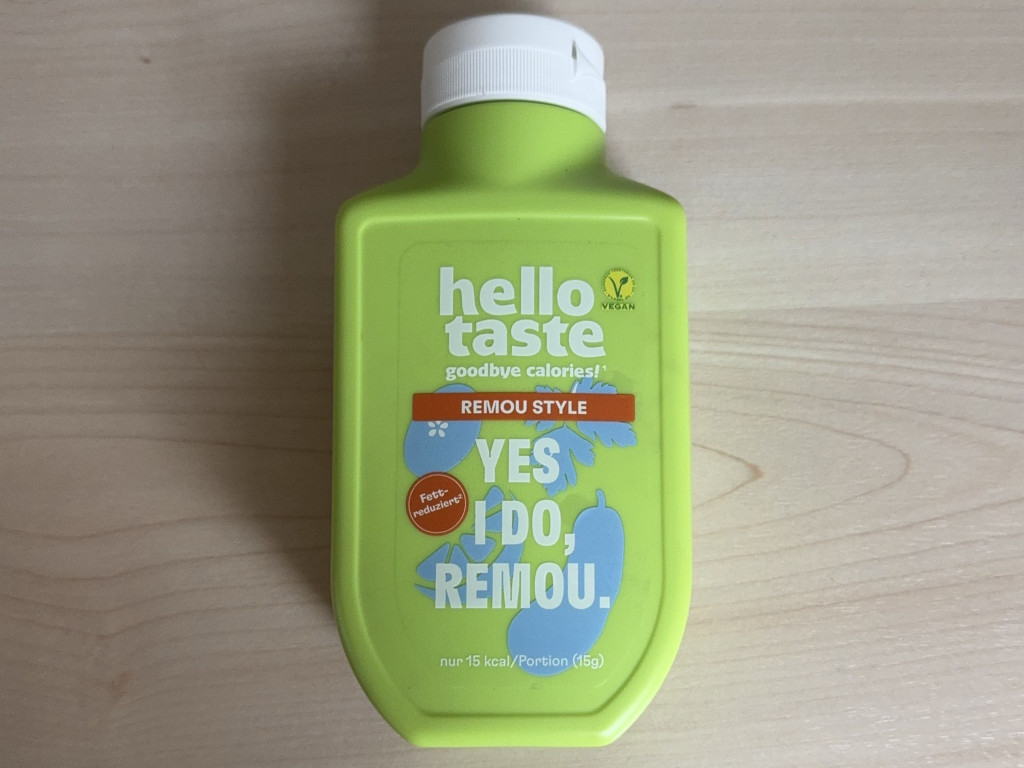 hello
taste
VEGAN
goodbye calories!¹
REMOU STYLE
YES
I DO,
REMOU.
Fett-
reduziert²
nur 15 kcal/Portion (15g)